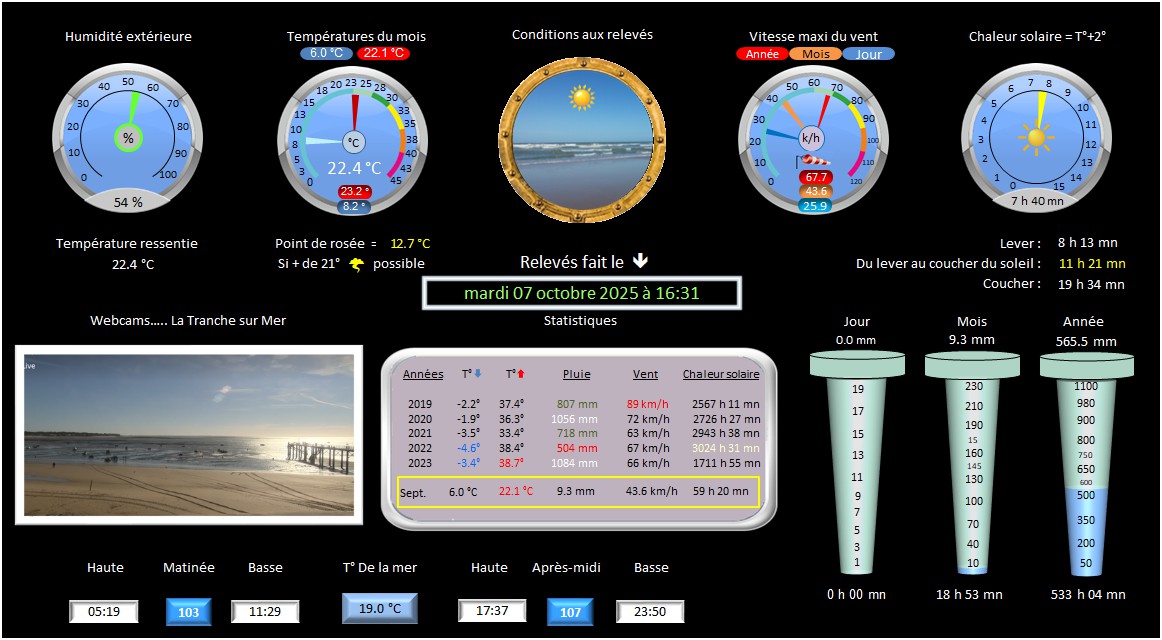 Humidité extérieure
Températures du mois
Conditions aux relevés
Vitesse maxi du vent
Chaleur solaire = T°+2°
6.0 °C 22.1 °C
Année Mois Jour
0 10 20 30 40 50 60 70 80 90 100
%
54 %
0 3 5 8 10 13 15 18 20 23 25 28 30 33 35 38 40 43 45
°C
22.4 °C
23.2 °
8.2 °
0 10 20 30 40 50 60 70 80 90 100 110 120
k/h
67.7
43.6
25.9
0 1 2 3 4 5 6 7 8 9 10 11 12 13 14 15
7 h 40 mn
Température ressentie
22.4 °C
Point de rosée = 12.7 °C
Si + de 21° possible
Relevés fait le
mardi 07 octobre 2025 à 16:31
Lever : 8 h 13 mn
Du lever au coucher du soleil : 11 h 21 mn
Coucher : 19 h 34 mn
Webcams….. La Tranche sur Mer
Statistiques
Années T° T° Pluie Vent Chaleur solaire
2019 -2.2° 37.4° 807 mm 89 km/h 2567 h 11 mn
2020 -1.9° 36.3° 1056 mm 72 km/h 2726 h 27 mn
2021 -3.5° 33.4° 718 mm 63 km/h 2943 h 38 mn
2022 -4.6° 38.4° 504 mm 67 km/h 3024 h 31 mn
2023 -3.4° 38.7° 1084 mm 66 km/h 1711 h 55 mn
Sept. 6.0 °C 22.1 °C 9.3 mm 43.6 km/h 59 h 20 mn
Jour
0.0 mm
19
17
15
13
11
9
7
5
3
1
0 h 00 mn
Mois
9.3 mm
230
210
190
15
160
145
130
100
70
40
10
18 h 53 mn
Année
565.5 mm
1100
980
900
800
750
650
600
500
350
200
50
533 h 04 mn
Haute Matinée Basse T° De la mer Haute Après-midi Basse
05:19 103 11:29 19.0 °C 17:37 107 23:50